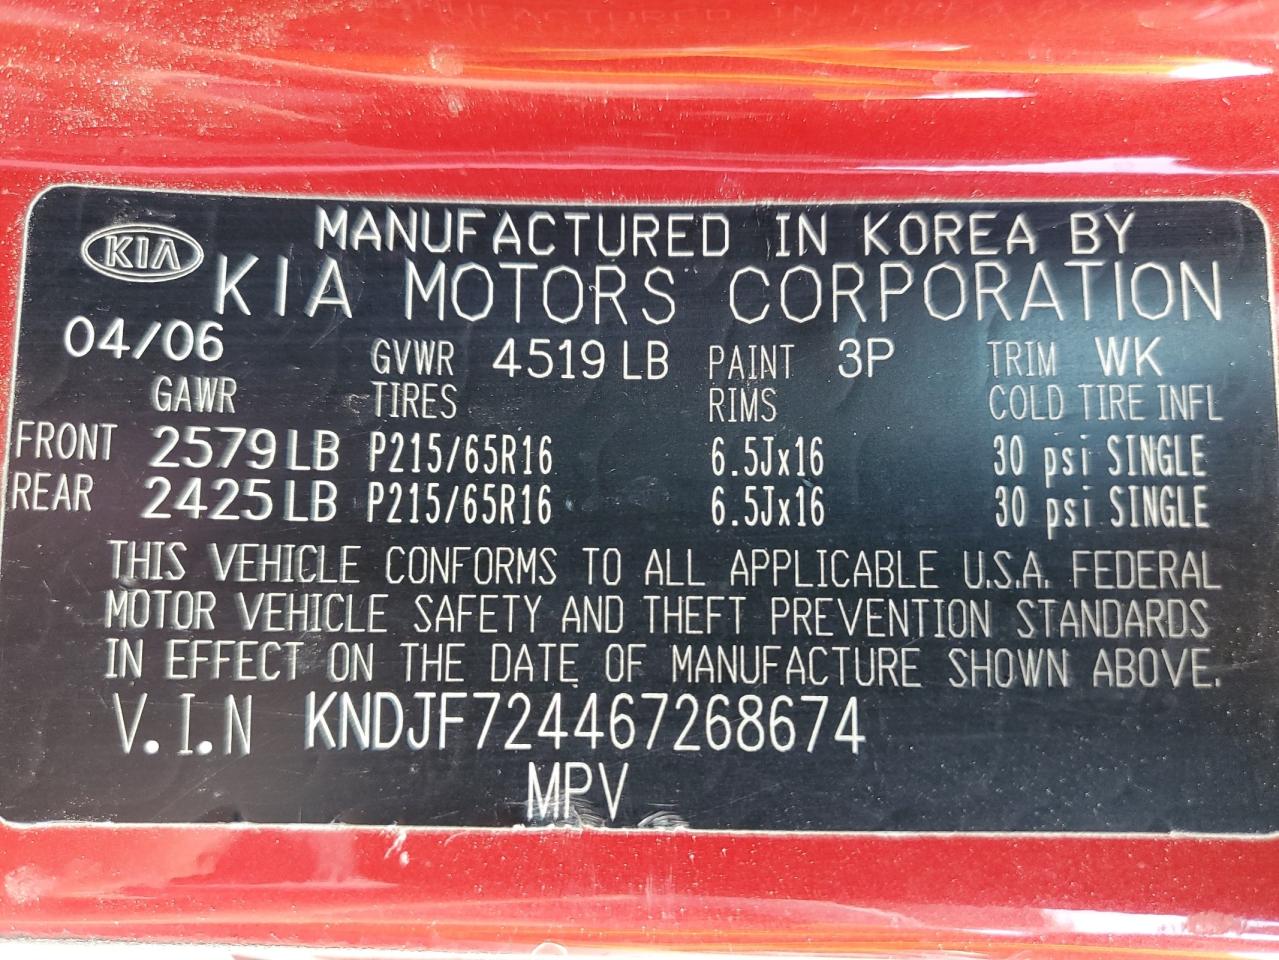 KIA
MANUFACTURED IN KOREA BY
KIA MOTORS CORPORATION
04/06 GVWR 4519 LB PAINT 3P TRIM WK
GAWR TIRES RIMS COLD TIRE INFL
FRONT 2579 LB P215/65R16 6.5Jx16 30 psi SINGLE
REAR 2425 LB P215/65R16 6.5Jx16 30 psi SINGLE
THIS VEHICLE CONFORMS TO ALL APPLICABLE U.S.A. FEDERAL
MOTOR VEHICLE SAFETY AND THEFT PREVENTION STANDARDS
IN EFFECT ON THE DATE OF MANUFACTURE SHOWN ABOVE.
V.I.N KNDJF724467268674
MPV